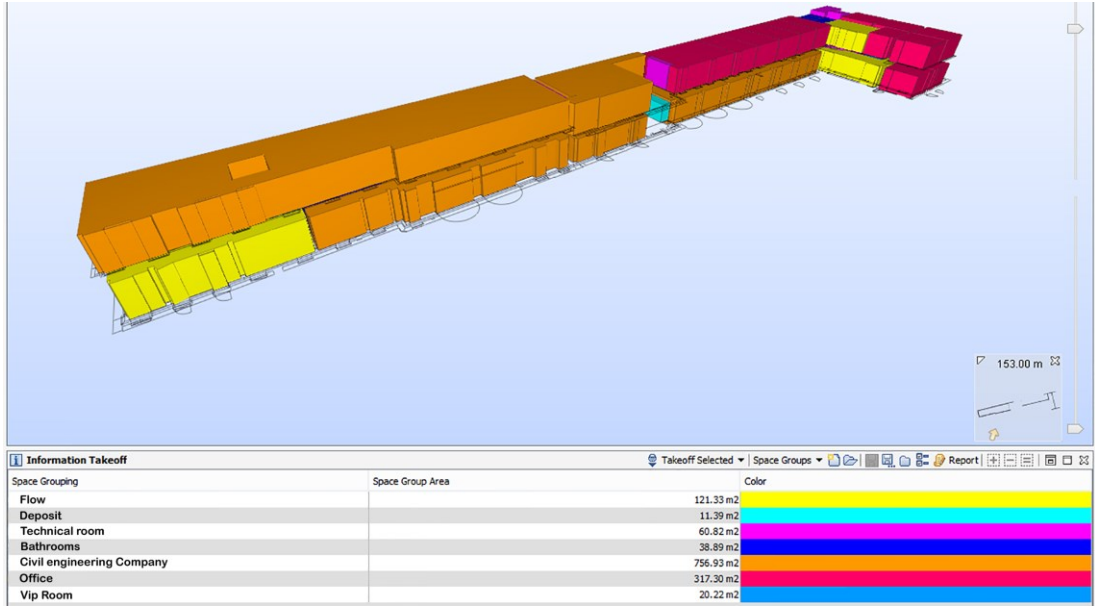 153.00 m
Information Takeoff
Takeoff Selected Space Groups Report
Space Grouping Space Group Area Color
Flow 121.33 m2
Deposit 11.39 m2
Technical room 60.82 m2
Bathrooms 38.89 m2
Civil engineering Company 756.93 m2
Office 317.30 m2
Vip Room 20.22 m2